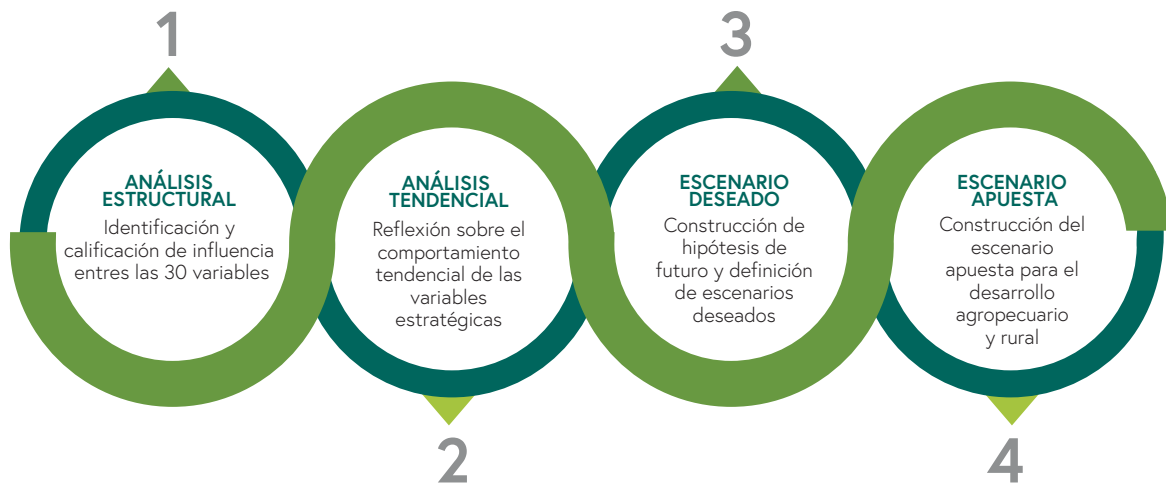 1
ANÁLISIS
ESTRUCTURAL
Identificación y
calificación de influencia
entres las 30 variables
ANÁLISIS
TENDENCIAL
Reflexión sobre el
comportamiento
tendencial de las
variables
estratégicas
2
3
ESCENARIO
DESEADO
Construcción de
hipótesis de
futuro y definición
de escenarios
deseados
ESCENARIO
APUESTA
Construcción del
escenario
apuesta para el
desarrollo
agropecuario
y rural
4